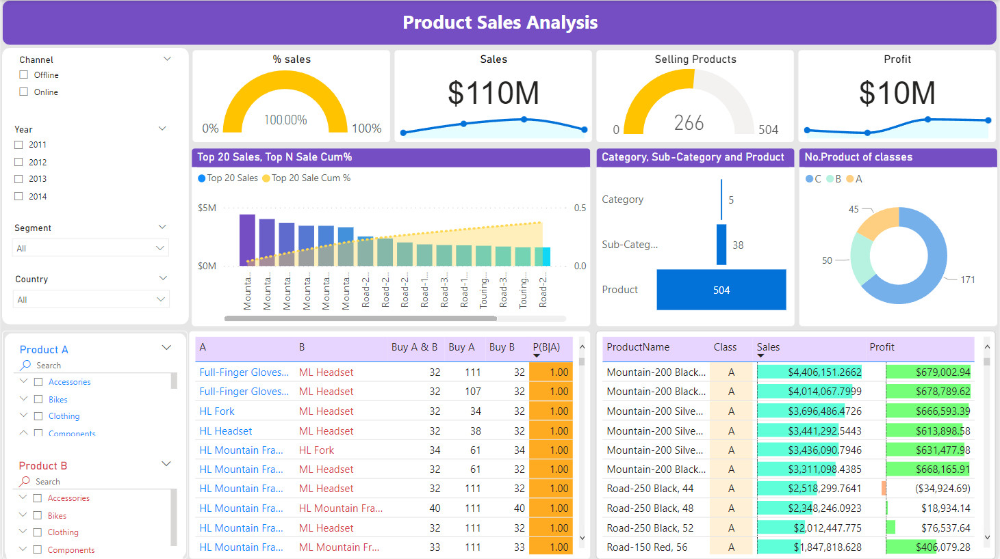 Product Sales Analysis
Channel
Offline
Online
Year
2011
2012
2013
2014
Segment
All
Country
All
% sales
0%
100.00%
100%
Sales
$110M
Selling Products
0
266
504
Profit
$10M
Top 20 Sales, Top N Sale Cum%
Top 20 Sales Top 20 Sale Cum %
$5M
$0M
0.5
0.0
Mounta...
Mounta...
Mounta...
Mounta...
Mounta...
Mounta...
Road-2...
Road-2...
Road-2...
Road-1...
Road-3...
Road-1...
Touring...
Road-3...
Touring...
Road-2...
Category, Sub-Category and Product
Category 5
Sub-Categ... 38
Product 504
No.Product of classes
C B A
45
50
171
Product A
Search
Accessories
Bikes
Clothing
Components
Product B
Search
Accessories
Bikes
Clothing
Components
A B Buy A & B Buy A Buy B P(B|A)
Full-Finger Gloves... ML Headset 32 111 32 1.00
Full-Finger Gloves... ML Headset 32 107 32 1.00
HL Fork ML Headset 32 34 32 1.00
HL Headset ML Headset 32 38 32 1.00
HL Mountain Fra... HL Fork 34 61 34 1.00
HL Mountain Fra... ML Headset 32 61 32 1.00
HL Mountain Fra... ML Headset 32 111 32 1.00
HL Mountain Fra... HL Mountain Fra... 40 111 40 1.00
HL Mountain Fra... ML Headset 32 111 32 1.00
HL Mountain Fra... ML Mountain Fr... 33 111 33 1.00
ProductName Class Sales Profit
Mountain-200 Black... A $4,406,151.2662 $679,002.94
Mountain-200 Black... A $4,014,067.7999 $678,789.62
Mountain-200 Silve... A $3,696,486.4726 $666,593.39
Mountain-200 Silve... A $3,441,292.5443 $613,898.58
Mountain-200 Silve... A $3,436,090.7946 $631,477.98
Mountain-200 Black... A $3,311,098.4385 $668,165.91
Road-250 Black, 44 A $2,518,299.7641 ($34,924.69)
Road-250 Black, 48 A $2,348,246.0923 $18,934.14
Road-250 Black, 52 A $2,012,447.775 $76,537.64
Road-150 Red, 56 A $1,847,818.628 $406,079.28